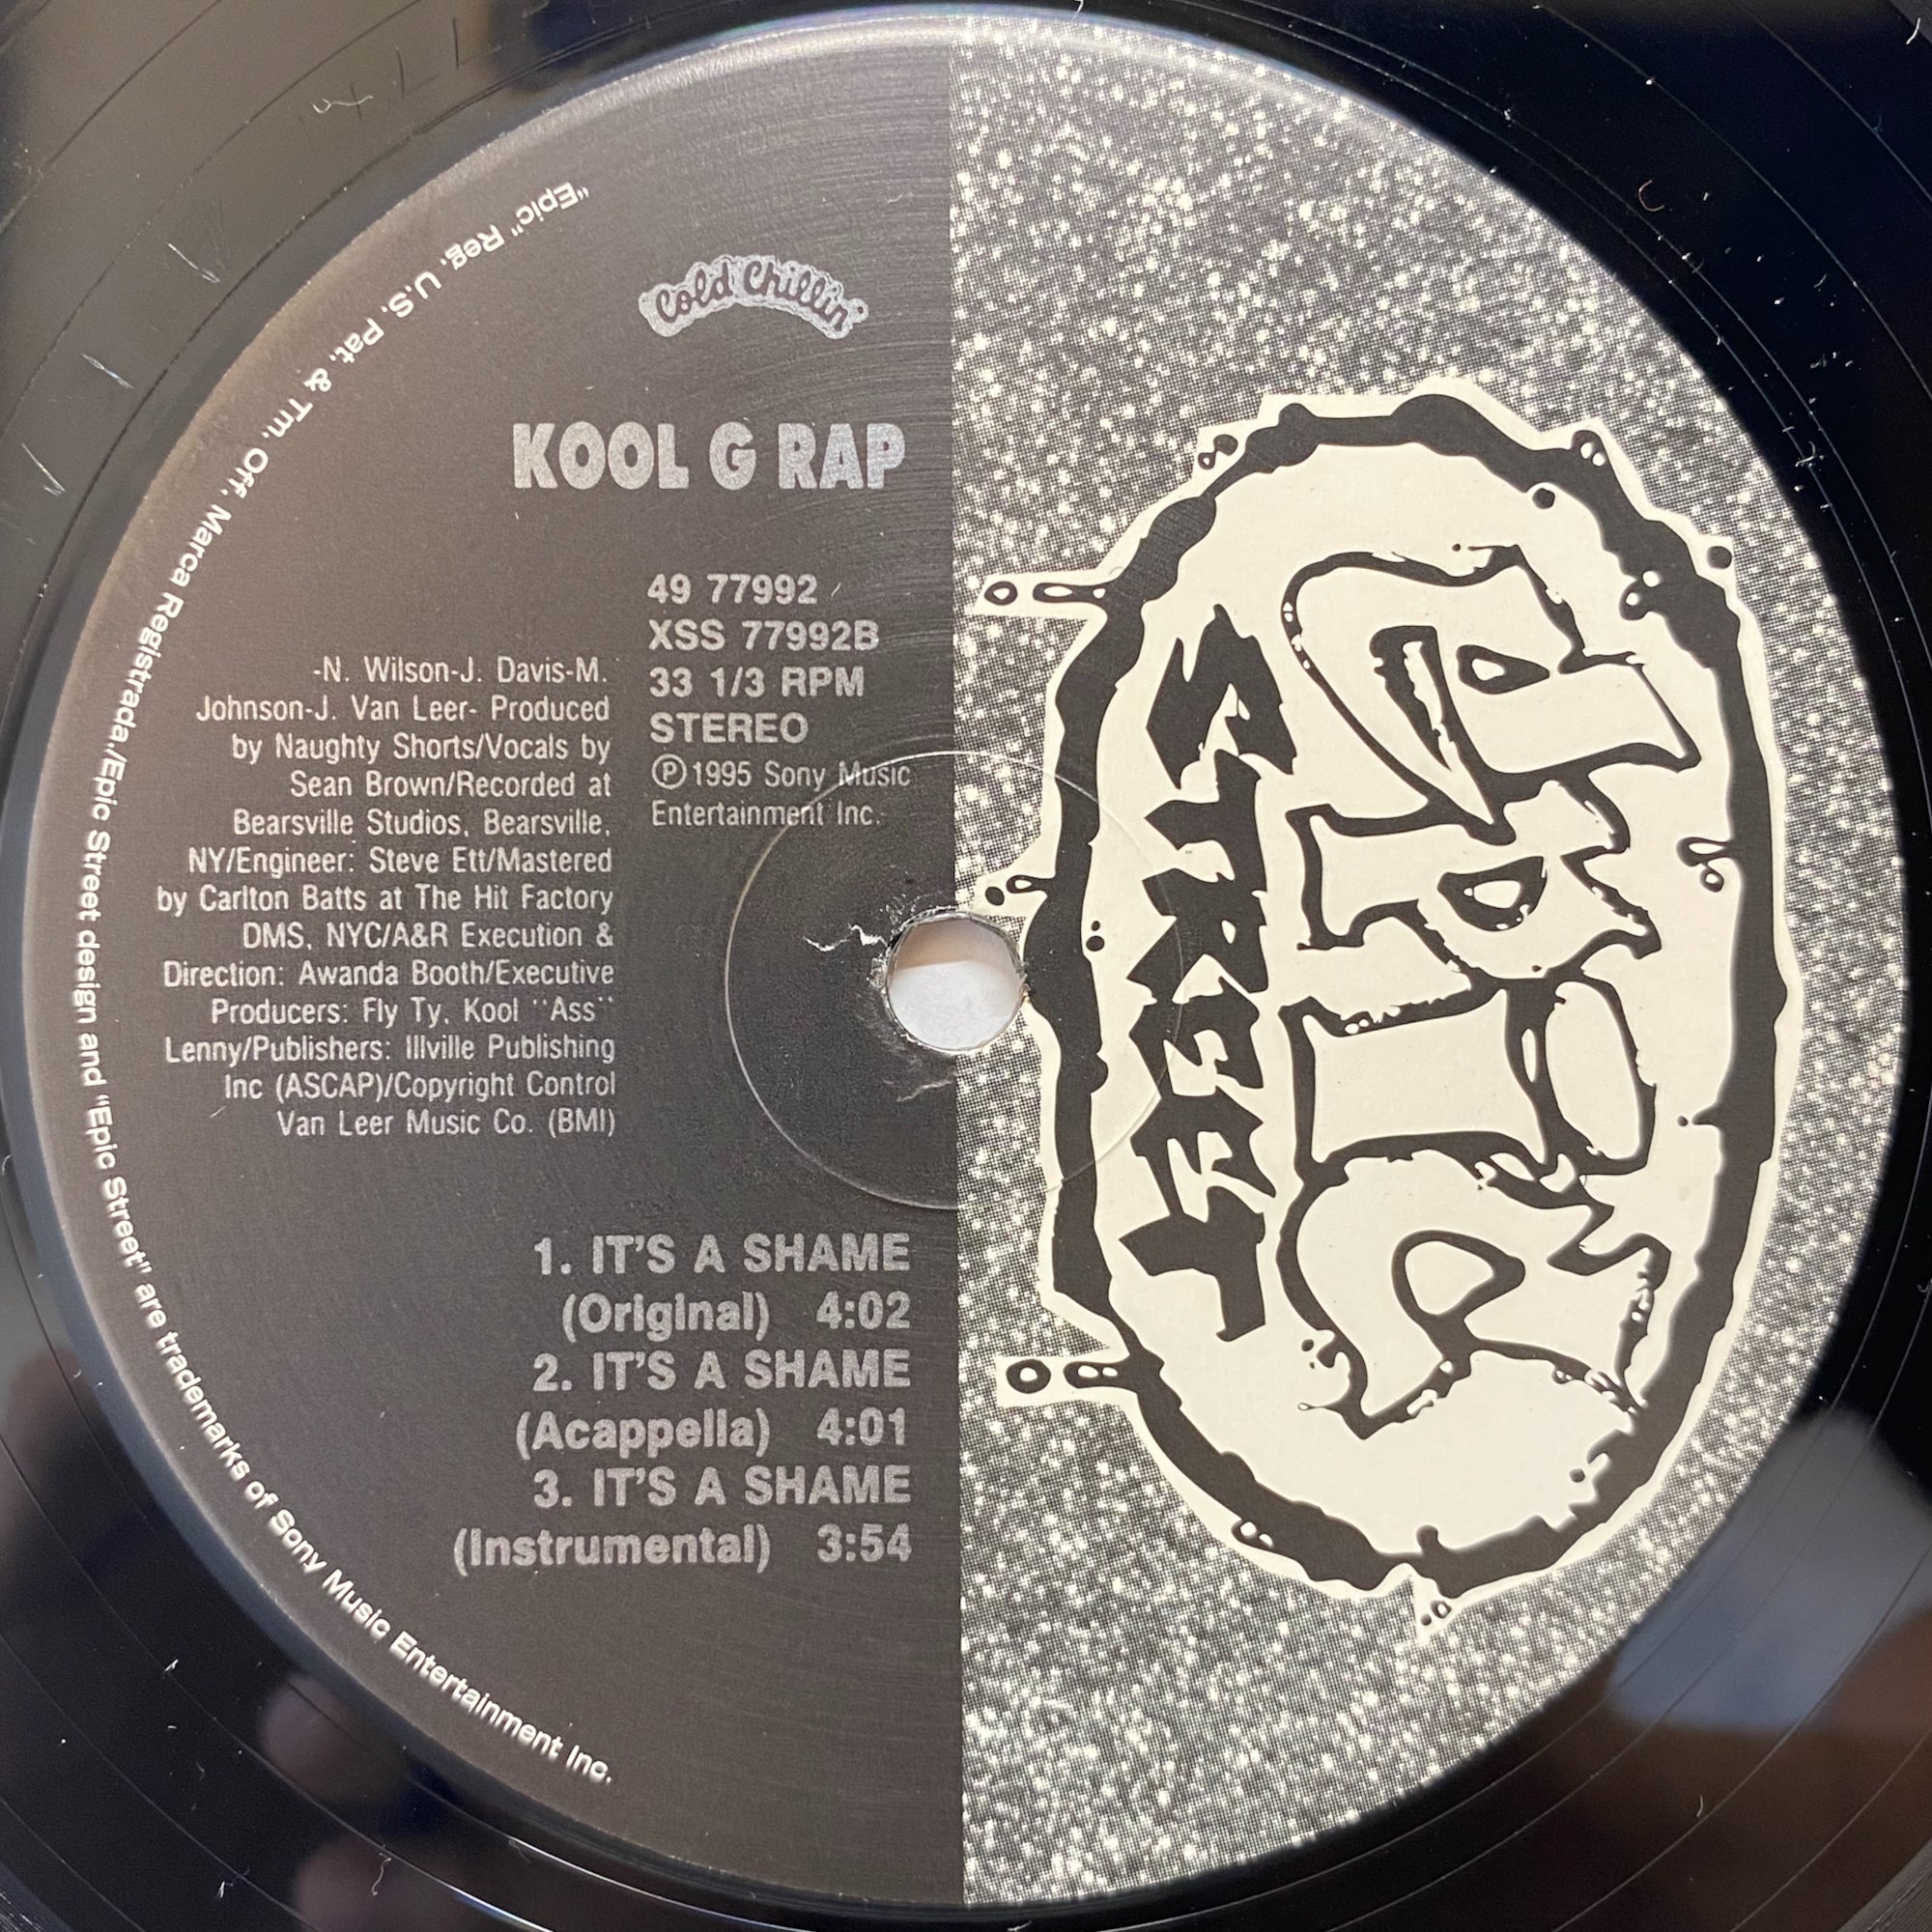 "Epic" Reg. U.S. Pat. & Tm. Off. Marca Registrada./Epic Street design and "Epic Street" are trademarks of Sony Music Entertainment Inc.
Cold Chillin'
KOOL G RAP
49 77992
XSS 77992B
33 1/3 RPM
STEREO
Ⓟ1995 Sony Music
Entertainment Inc.
-N. Wilson-J. Davis-M.
Johnson-J. Van Leer- Produced
by Naughty Shorts/Vocals by
Sean Brown/Recorded at
Bearsville Studios, Bearsville,
NY/Engineer: Steve Ett/Mastered
by Carlton Batts at The Hit Factory
DMS, NYC/A&R Execution &
Direction: Awanda Booth/Executive
Producers: Fly Ty, Kool "Ass"
Lenny/Publishers: Illville Publishing
Inc (ASCAP)/Copyright Control
Van Leer Music Co. (BMI)
1. IT'S A SHAME
(Original) 4:02
2. IT'S A SHAME
(Acappella) 4:01
3. IT'S A SHAME
(Instrumental) 3:54
epic
STREET